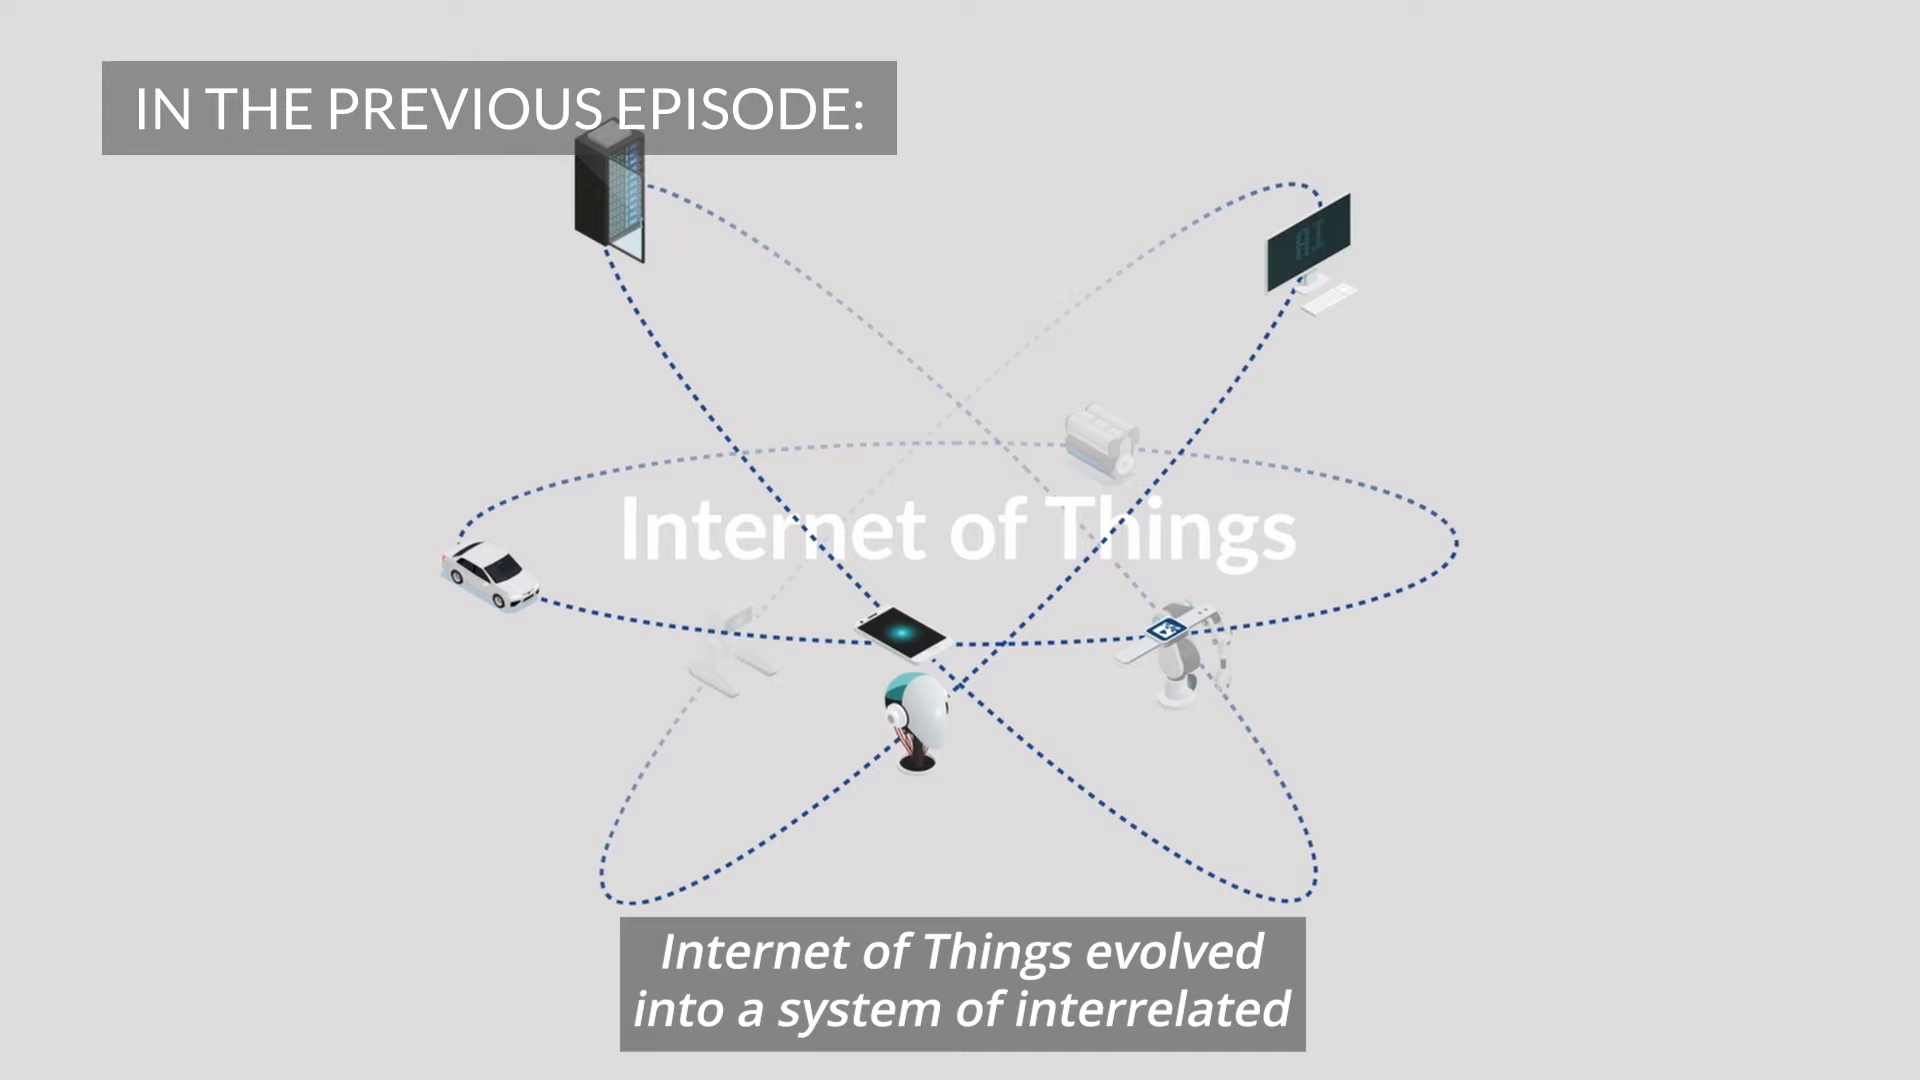 IN THE PREVIOUS EPISODE:
Internet of Things
Internet of Things evolved
into a system of interrelated